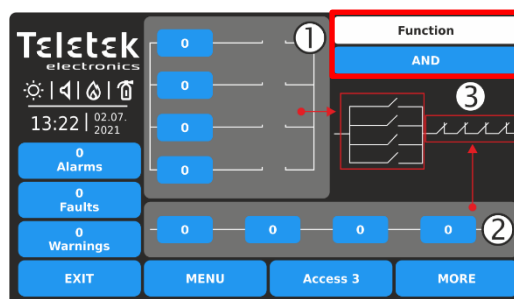 Teletek
electronics
13:22
02.07.
2021
0
Alarms
0
Faults
0
Warnings
EXIT
0
0
0
0
1
Function
AND
3
0
0
0
0
2
MENU
Access 3
MORE